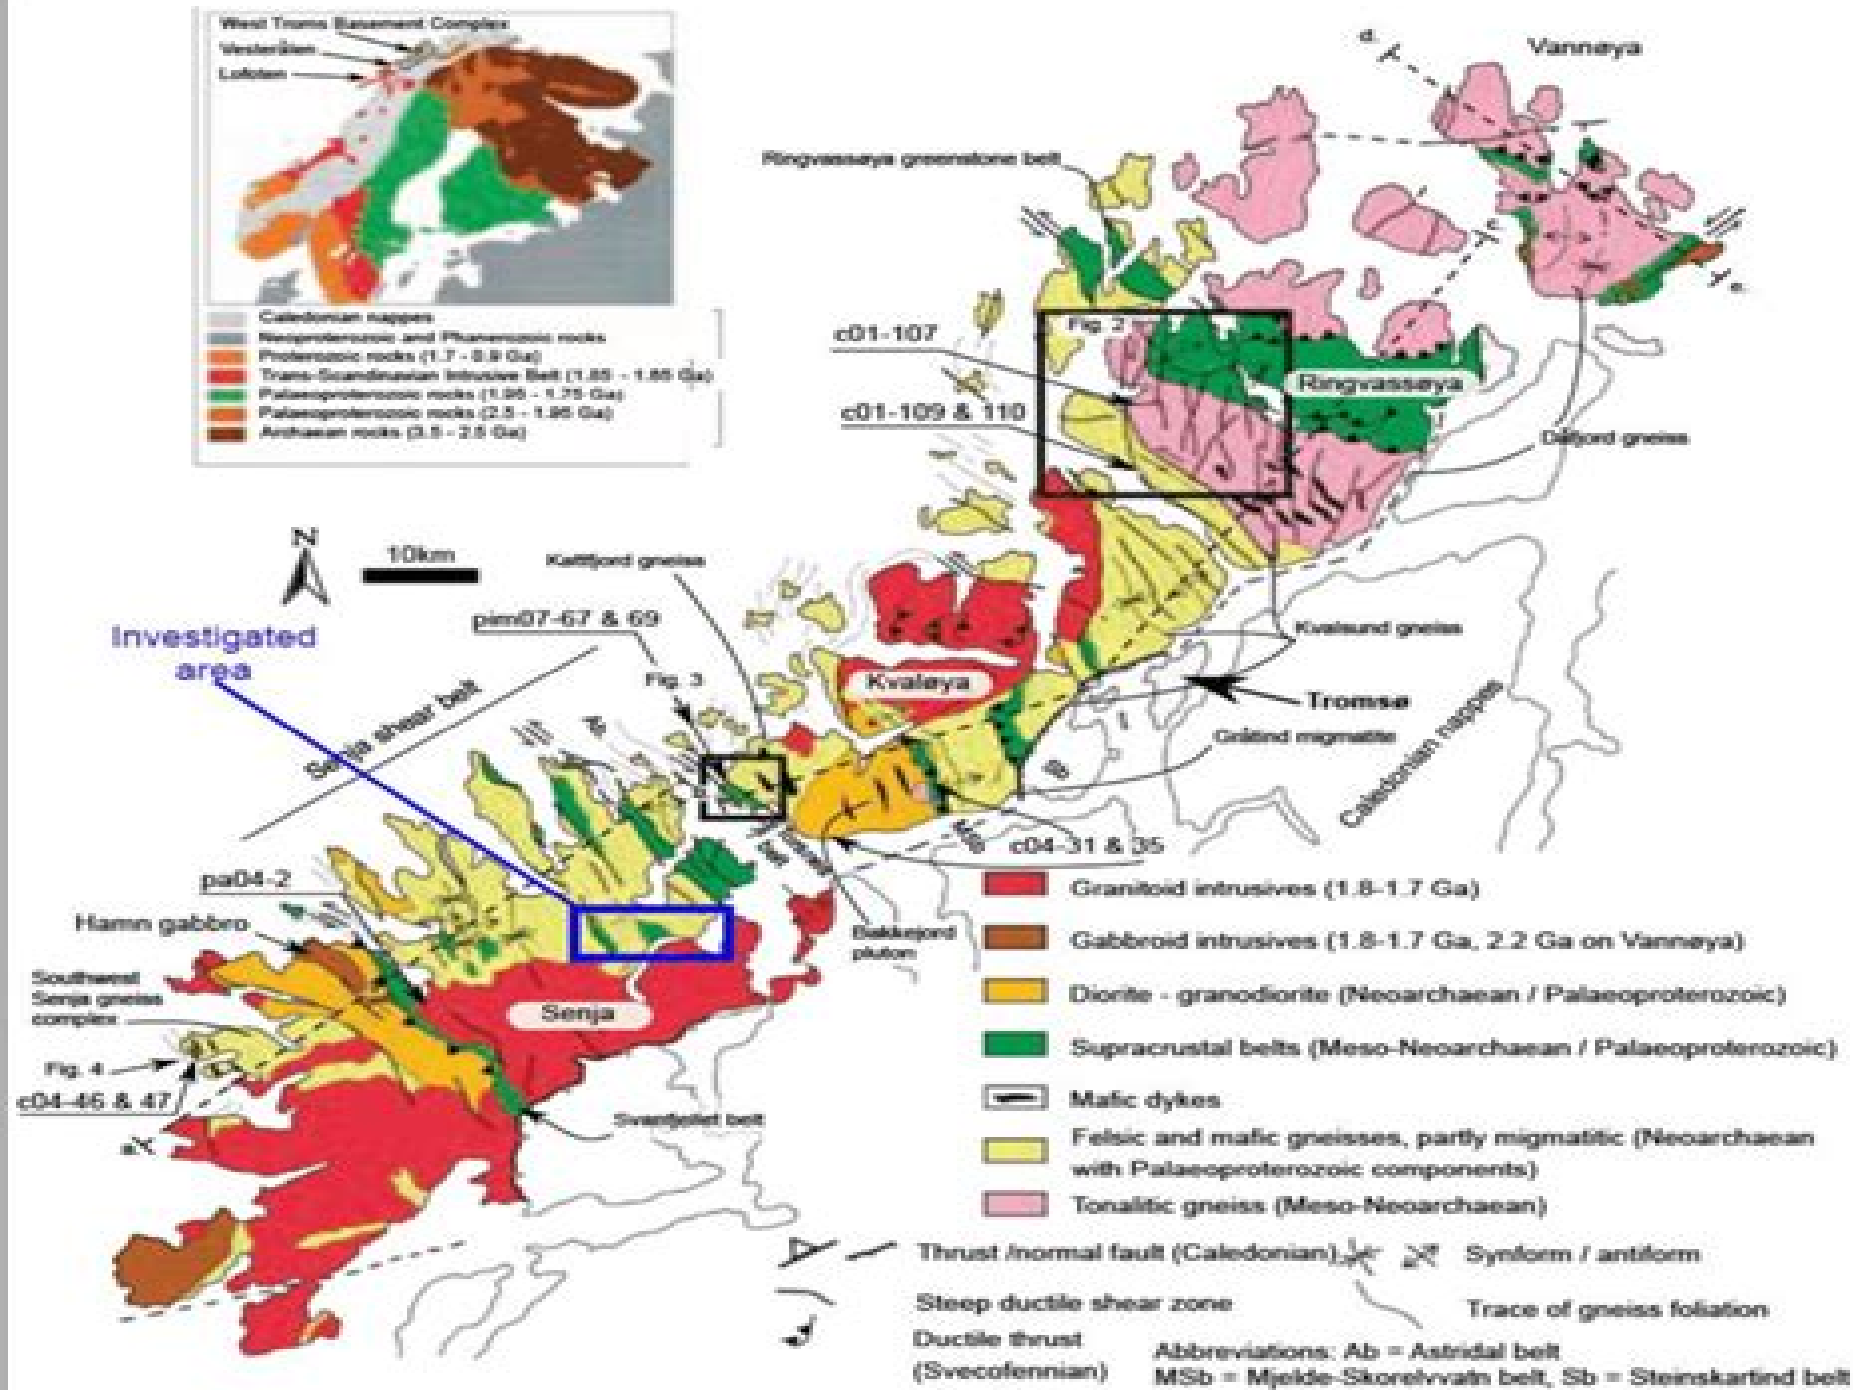 West Troms Basement Complex
Vesterålen
Lofoten
Caledonian nappes
Neoproterozoic and Phanerozoic rocks
Proterozoic rocks (1.7 - 0.9 Ga)
Trans-Scandinavian Intrusive Belt (1.85 - 1.65 Ga)
Palaeoproterozoic rocks (1.95 - 1.75 Ga)
Palaeoproterozoic rocks (2.5 - 1.95 Ga)
Archaean rocks (3.5 - 2.5 Ga)
d.
Vannøya
Ringvassøya greenstone belt
c.
e.
c01-107
Fig. 2
Ringvassøya
c01-109 & 110
Dåfjord gneiss
N
10km
Kattfjord gneiss
pim07-67 & 69
Investigated
area
Kvalsund gneiss
Fig. 3
Kvaløya
Senja shear belt
Tromsø
Ab
Gråtind migmatite
Sb
Caledonian nappes
MSb
c04-31 & 35
pa04-2
Hamn gabbro
Bakkejord
pluton
Southwest
Senja gneiss
complex
Senja
Fig. 4
c04-46 & 47
Svanfjellet belt
a.
Granitoid intrusives (1.8-1.7 Ga)
Gabbroid intrusives (1.8-1.7 Ga, 2.2 Ga on Vannøya)
Diorite - granodiorite (Neoarchaean / Palaeoproterozoic)
Supracrustal belts (Meso-Neoarchaean / Palaeoproterozoic)
Mafic dykes
Felsic and mafic gneisses, partly migmatitic (Neoarchaean
with Palaeoproterozoic components)
Tonalitic gneiss (Meso-Neoarchaean)
Thrust /normal fault (Caledonian)
Synform / antiform
Steep ductile shear zone
Trace of gneiss foliation
Ductile thrust
(Svecofennian)
Abbreviations: Ab = Astridal belt
MSb = Mjelde-Skorelvvatn belt, Sb = Steinskartind belt